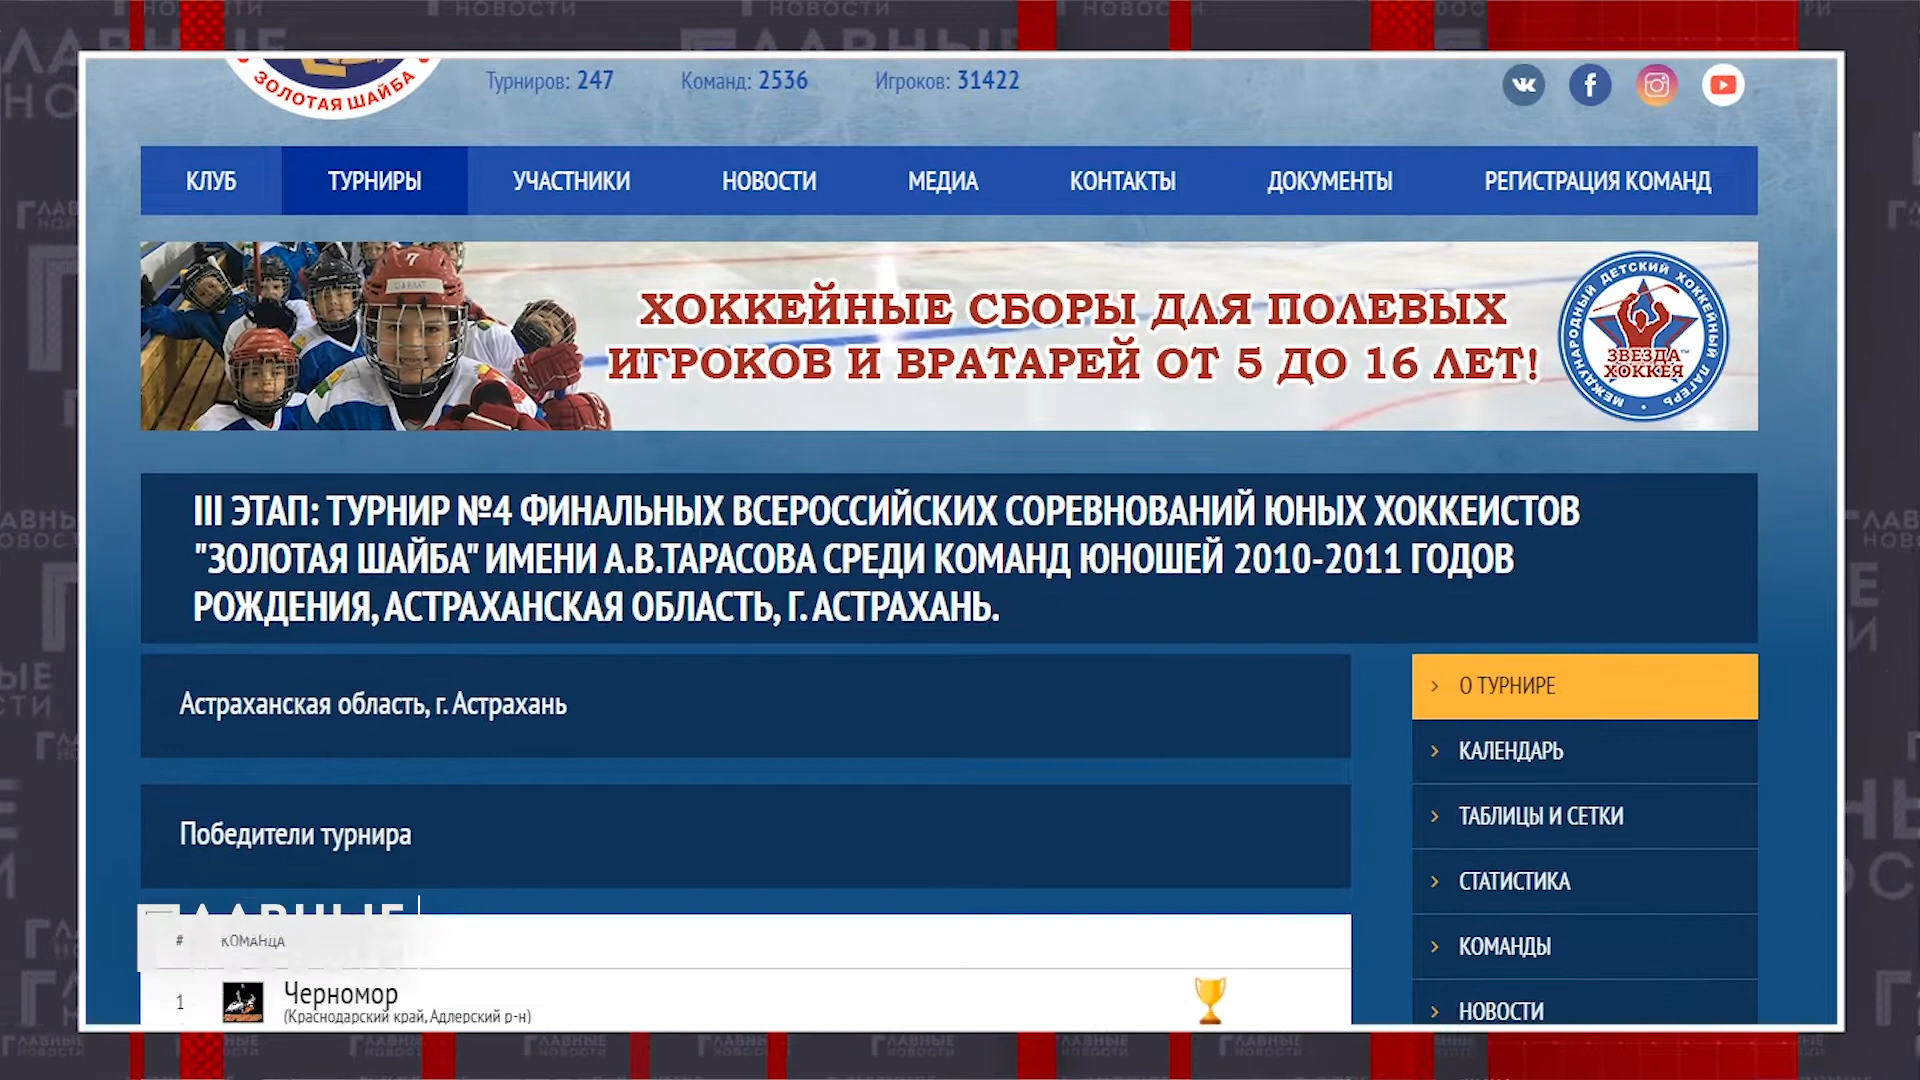 ЗОЛОТАЯ ШАЙБА
Турниров: 247
Команд: 2536
Игроков: 31422
КЛУБ
ТУРНИРЫ
УЧАСТНИКИ
НОВОСТИ
МЕДИА
КОНТАКТЫ
ДОКУМЕНТЫ
РЕГИСТРАЦИЯ КОМАНД
7
ХОККЕЙНЫЕ СБОРЫ ДЛЯ ПОЛЕВЫХ
ИГРОКОВ И ВРАТАРЕЙ ОТ 5 ДО 16 ЛЕТ!
МЕЖДУНАРОДНЫЙ ДЕТСКИЙ ХОККЕЙНЫЙ ЛАГЕРЬ
ЗВЕЗДА™
ХОККЕЯ
III ЭТАП: ТУРНИР №4 ФИНАЛЬНЫХ ВСЕРОССИЙСКИХ СОРЕВНОВАНИЙ ЮНЫХ ХОККЕИСТОВ
"ЗОЛОТАЯ ШАЙБА" ИМЕНИ А.В.ТАРАСОВА СРЕДИ КОМАНД ЮНОШЕЙ 2010-2011 ГОДОВ
РОЖДЕНИЯ, АСТРАХАНСКАЯ ОБЛАСТЬ, Г. АСТРАХАНЬ.
Астраханская область, г. Астрахань
Победители турнира
ГЛАВНЫЕ
# КОМАНДА
1 Черномор
(Краснодарский край, Адлерский р-н)
О ТУРНИРЕ
КАЛЕНДАРЬ
ТАБЛИЦЫ И СЕТКИ
СТАТИСТИКА
КОМАНДЫ
НОВОСТИ